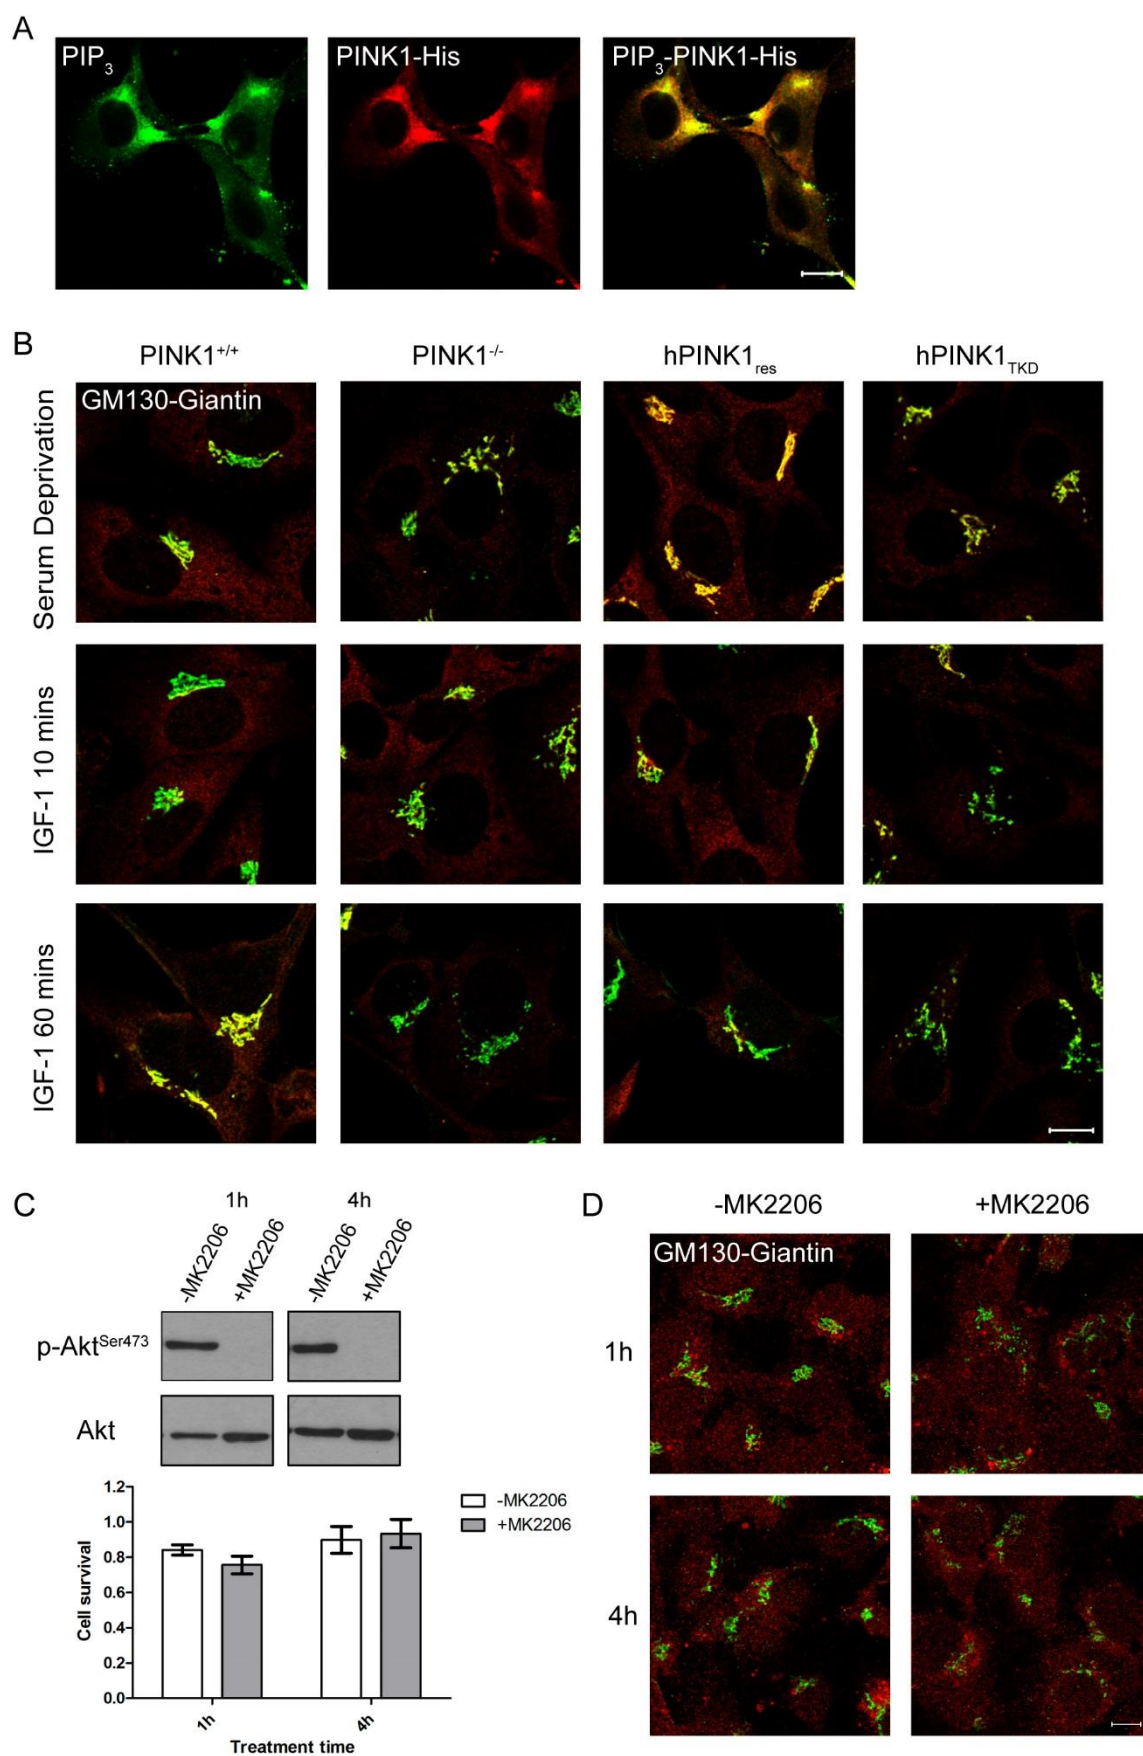 A
PIP3
PINK1-His
PIP3-PINK1-His
B
PINK1+/+
PINK1-/-
hPINK1res
hPINK1TKD
GM130-Giantin
Serum Deprivation
IGF-1 10 mins
IGF-1 60 mins
C
1h
4h
-MK2206
+MK2206
-MK2206
+MK2206
p-AktSer473
Akt
1.2
1.0
0.8
0.6
0.4
0.2
0.0
Cell survival
1h
4h
Treatment time
-MK2206
+MK2206
D
-MK2206
+MK2206
GM130-Giantin
1h
4h